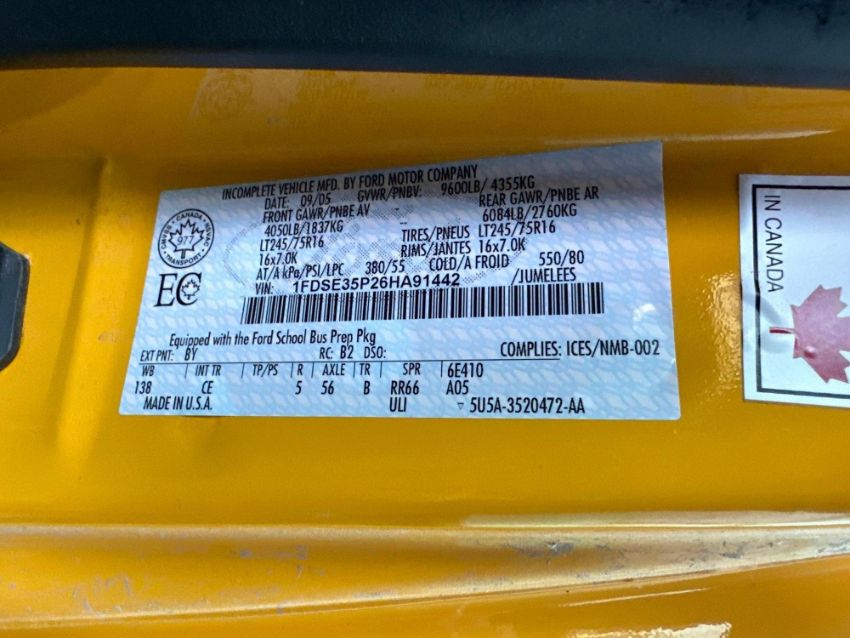 INCOMPLETE VEHICLE MFD. BY FORD MOTOR COMPANY
DATE: 09/05 GVWR/PNBV: 9600LB/ 4355KG
FRONT GAWR/PNBE AV REAR GAWR/PNBE AR
4050LB/1837KG 6084LB/2760KG
LT245/75R16 TIRES/PNEUS LT245/75R16
16x7.0K RIMS/JANTES 16x7.0K
AT/A kPa/PSI/LPC 380/55 COLD/A FROID 550/80
VIN: 1FDSE35P26HA91442 /JUMELEES
CANADA
TRANSPORT
977
EC
Equipped with the Ford School Bus Prep Pkg
EXT PNT: BY RC: B2 DSO: COMPLIES: ICES/NMB-002
WB INT TR TP/PS R AXLE TR SPR 6E410
138 CE 5 56 B RR66 A05
MADE IN U.S.A. ULI 5U5A-3520472-AA
IN CANADA